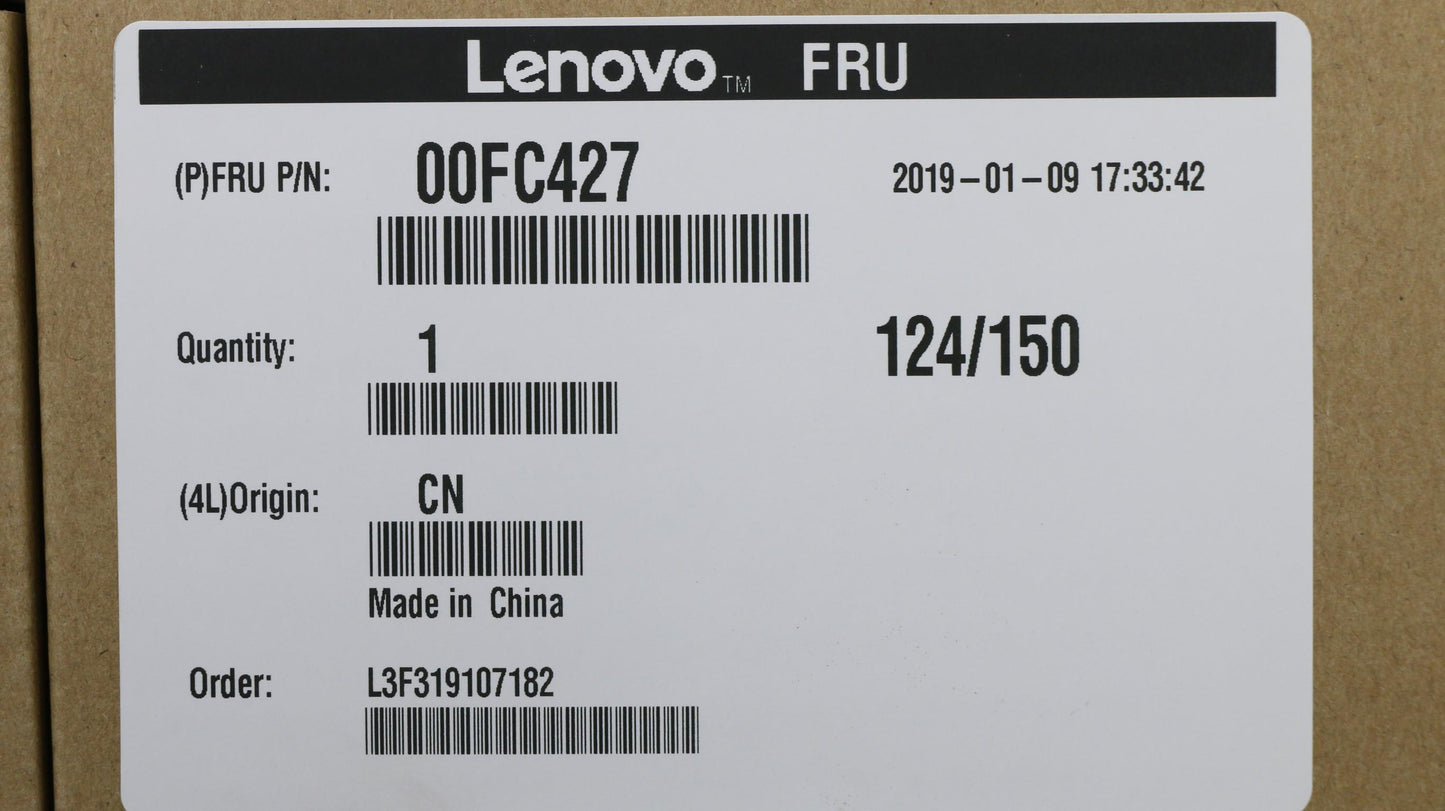 Lenovo™ FRU
(P)FRU P/N: 00FC427 2019-01-09 17:33:42
Quantity: 1 124/150
(4L)Origin: CN
Made in China
Order: L3F319107182